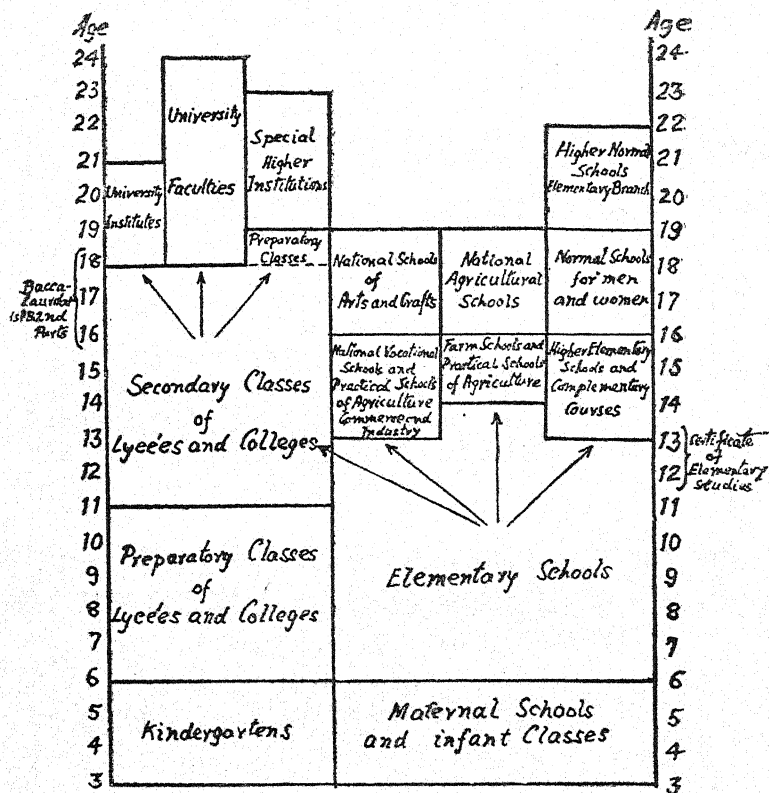 Age
24
23
22
21
20
19
18
17
16
15
14
13
12
11
10
9
8
7
6
5
4
3
Bacca-
laureat
1st & 2nd
Parts
University
Institutes
University
Faculties
Special
Higher
Institutions
Preparatory
Classes
National Schools
of
Arts and Crafts
National
Agricultural
Schools
Higher Normal
Schools
Elementary Branch
Normal Schools
for men
and women
National Vocational
Schools and
Practical Schools
of Agriculture
Commerce and
Industry
Farm Schools and
Practical Schools
of Agriculture
Higher Elementary
Schools and
Complementary
Courses
Secondary Classes
of
Lyceés and Colleges
Preparatory Classes
of
Lyceés and Colleges
Elementary Schools
Kindergartens
Maternal Schools
and infant Classes
Age
24
23
22
21
20
19
18
17
16
15
14
13
12
11
10
9
8
7
6
5
4
3
Certificate
of
Elementary
Studies